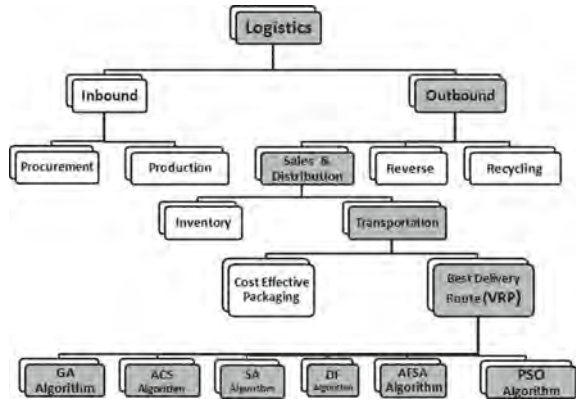 Logistics
Inbound
Outbound
Procurement
Production
Sales &
Distribution
Reverse
Recycling
Inventory
Transportation
Cost Effective
Packaging
Best Delivery
Route (VRP)
GA
Algorithm
ACS
Algorithm
SA
Algorithm
Algorithm
AFSA
Algorithm
PSO
Algorithm